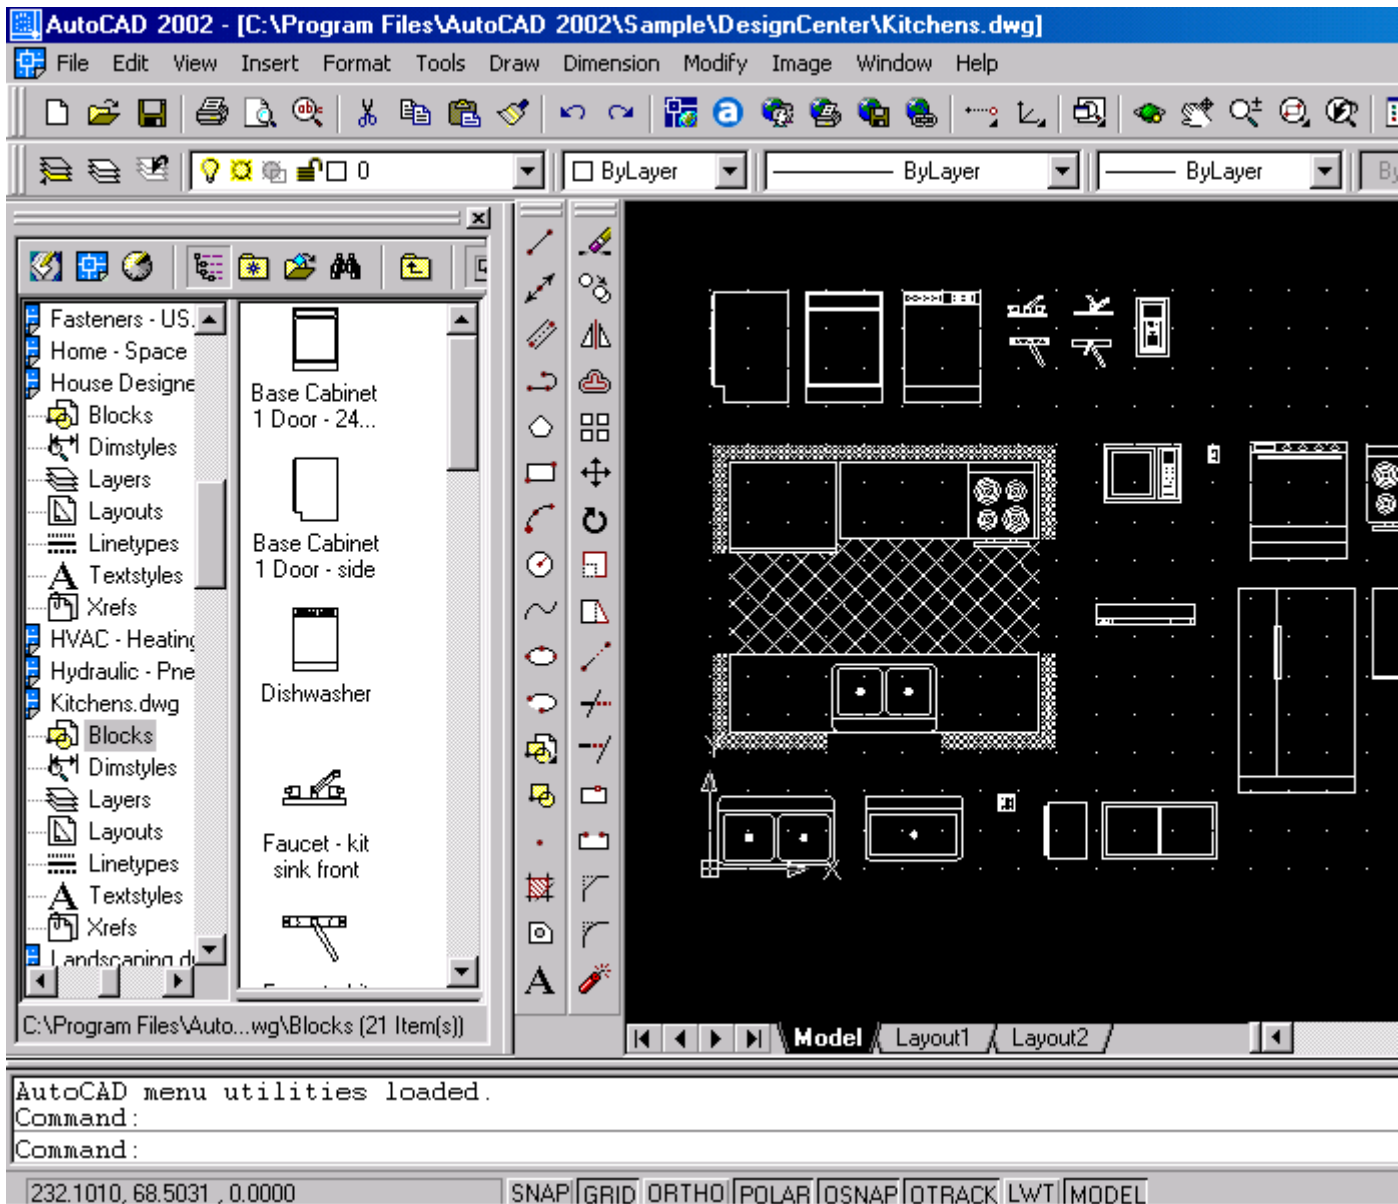 AutoCAD 2002 - [C:\Program Files\AutoCAD 2002\Sample\DesignCenter\Kitchens.dwg]
File Edit View Insert Format Tools Draw Dimension Modify Image Window Help
0 ByLayer ByLayer ByLayer By
Fasteners - US.
Home - Space
House Designe
Blocks
Dimstyles
Layers
Layouts
Linetypes
Textstyles
Xrefs
HVAC - Heating
Hydraulic - Pne
Kitchens.dwg
Blocks
Dimstyles
Layers
Layouts
Linetypes
Textstyles
Xrefs
Landscaping.d
Base Cabinet
1 Door - 24...
Base Cabinet
1 Door - side
Dishwasher
Faucet - kit
sink front
C:\Program Files\Auto...wg\Blocks (21 Item(s))
Y
X
Model Layout1 Layout2
AutoCAD menu utilities loaded.
Command:
Command:
232.1010, 68.5031 , 0.0000 SNAP GRID ORTHO POLAR OSNAP OTRACK LWT MODEL